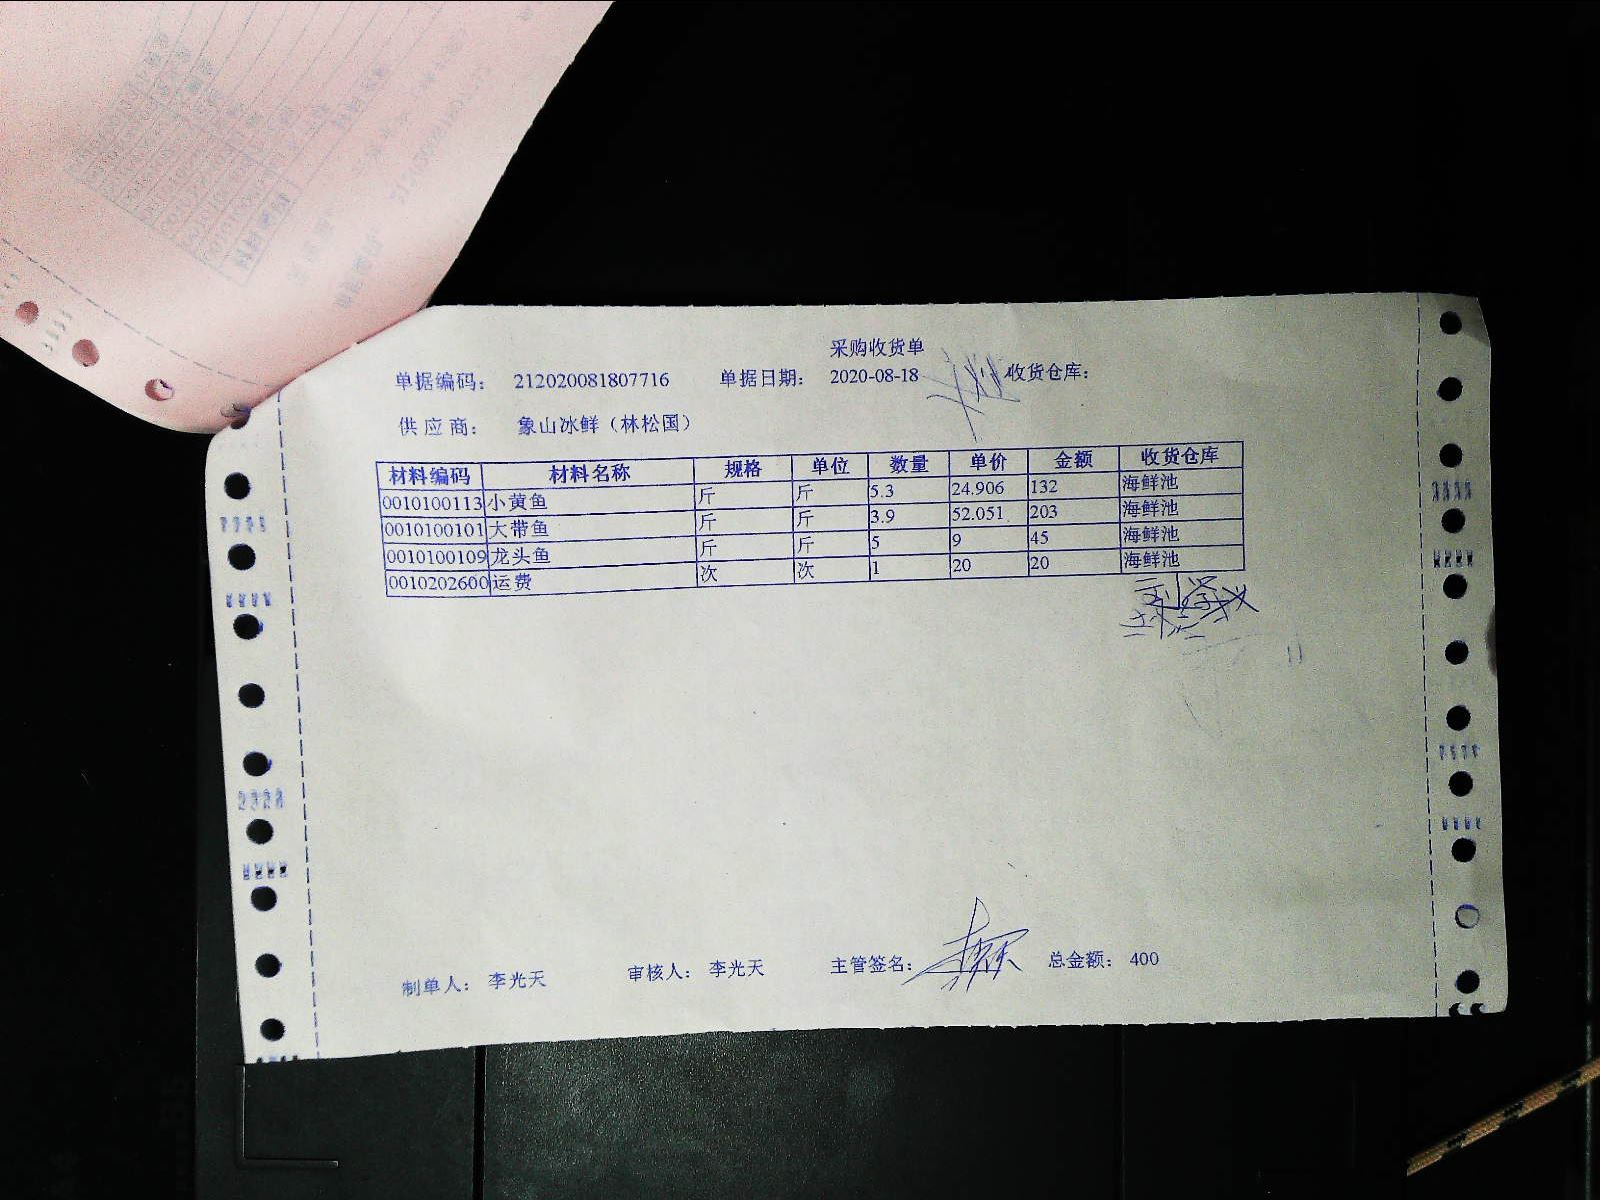 采购收货单
单据编码： 212020081807716 单据日期： 2020-08-18 收货仓库：
供应商： 象山冰鲜（林松国）
材料编码 材料名称 规格 单位 数量 单价 金额 收货仓库
0010100113 小黄鱼 斤 斤 5.3 24.906 132 海鲜池
0010100101 大带鱼 斤 斤 3.9 52.051 203 海鲜池
0010100109 龙头鱼 斤 斤 5 9 45 海鲜池
0010202600 运费 次 次 1 20 20 海鲜池
制单人： 李光天 审核人： 李光天 主管签名： 总金额： 400